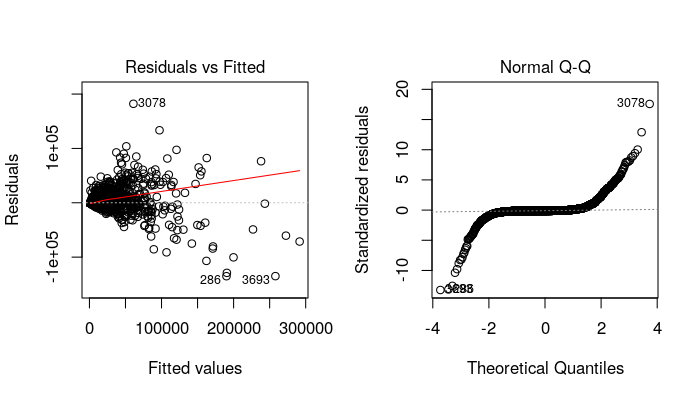 Residuals vs Fitted
Residuals
1e+05
-1e+05
3078
286
3693
0
100000
200000
300000
Fitted values
Normal Q-Q
Standardized residuals
20
10
5
0
-10
3078
-4
-2
0
2
4
Theoretical Quantiles